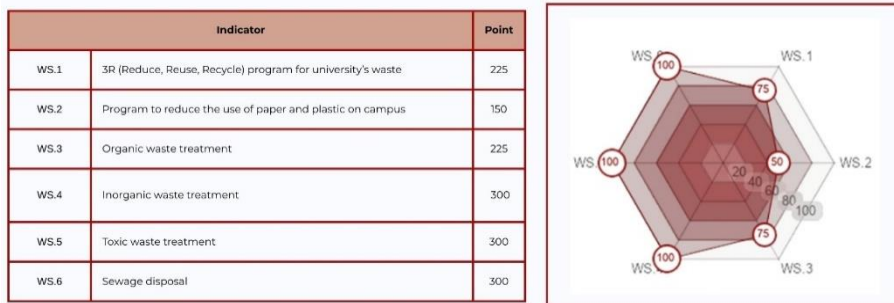 Indicator Point
WS.1 3R (Reduce, Reuse, Recycle) program for university's waste 225
WS.2 Program to reduce the use of paper and plastic on campus 150
WS.3 Organic waste treatment 225
WS.4 Inorganic waste treatment 300
WS.5 Toxic waste treatment 300
WS.6 Sewage disposal 300
WS. WS.1
100
75
WS. 100
50 WS.2
20
40
60
80
100
75
100
WS. WS.3